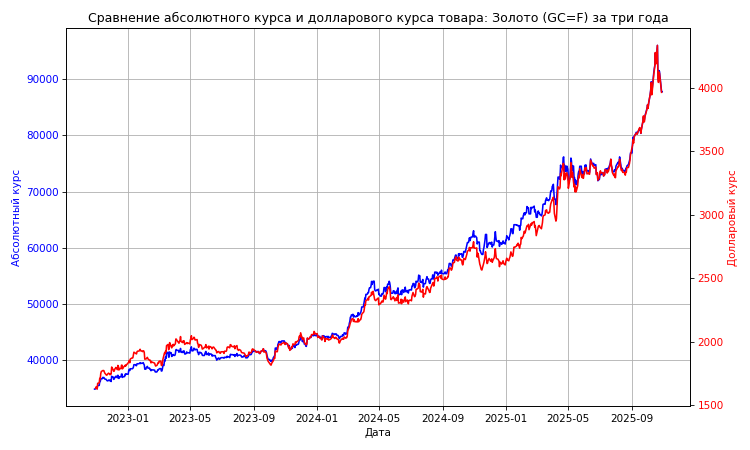 Сравнение абсолютного курса и долларового курса товара: Золото (GC=F) за три года
90000
80000
70000
60000
50000
40000
Абсолютный курс
4000
3500
3000
2500
2000
1500
Долларовый курс
2023-01 2023-05 2023-09 2024-01 2024-05 2024-09 2025-01 2025-05 2025-09
Дата